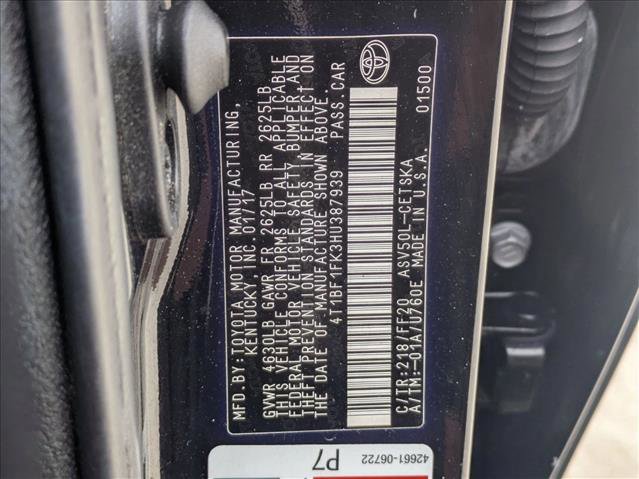 MFD. BY: TOYOTA MOTOR MANUFACTURING,
KENTUCKY, INC. 01/17
GVWR 4630LB GAWR FR 2625LB RR 2625LB
THIS VEHICLE CONFORMS TO ALL APPLICABLE
FEDERAL MOTOR VEHICLE SAFETY, BUMPER AND
THEFT PREVENTION STANDARDS IN EFFECT ON
THE DATE OF MANUFACTURE SHOWN ABOVE.
4T1BF1FK3HU387939 PASS. CAR
01500
C/TR:218/FF20 ASV50L-CETSKA
A/TM:-01A/U760E MADE IN U.S.A.
42661-06722
P7